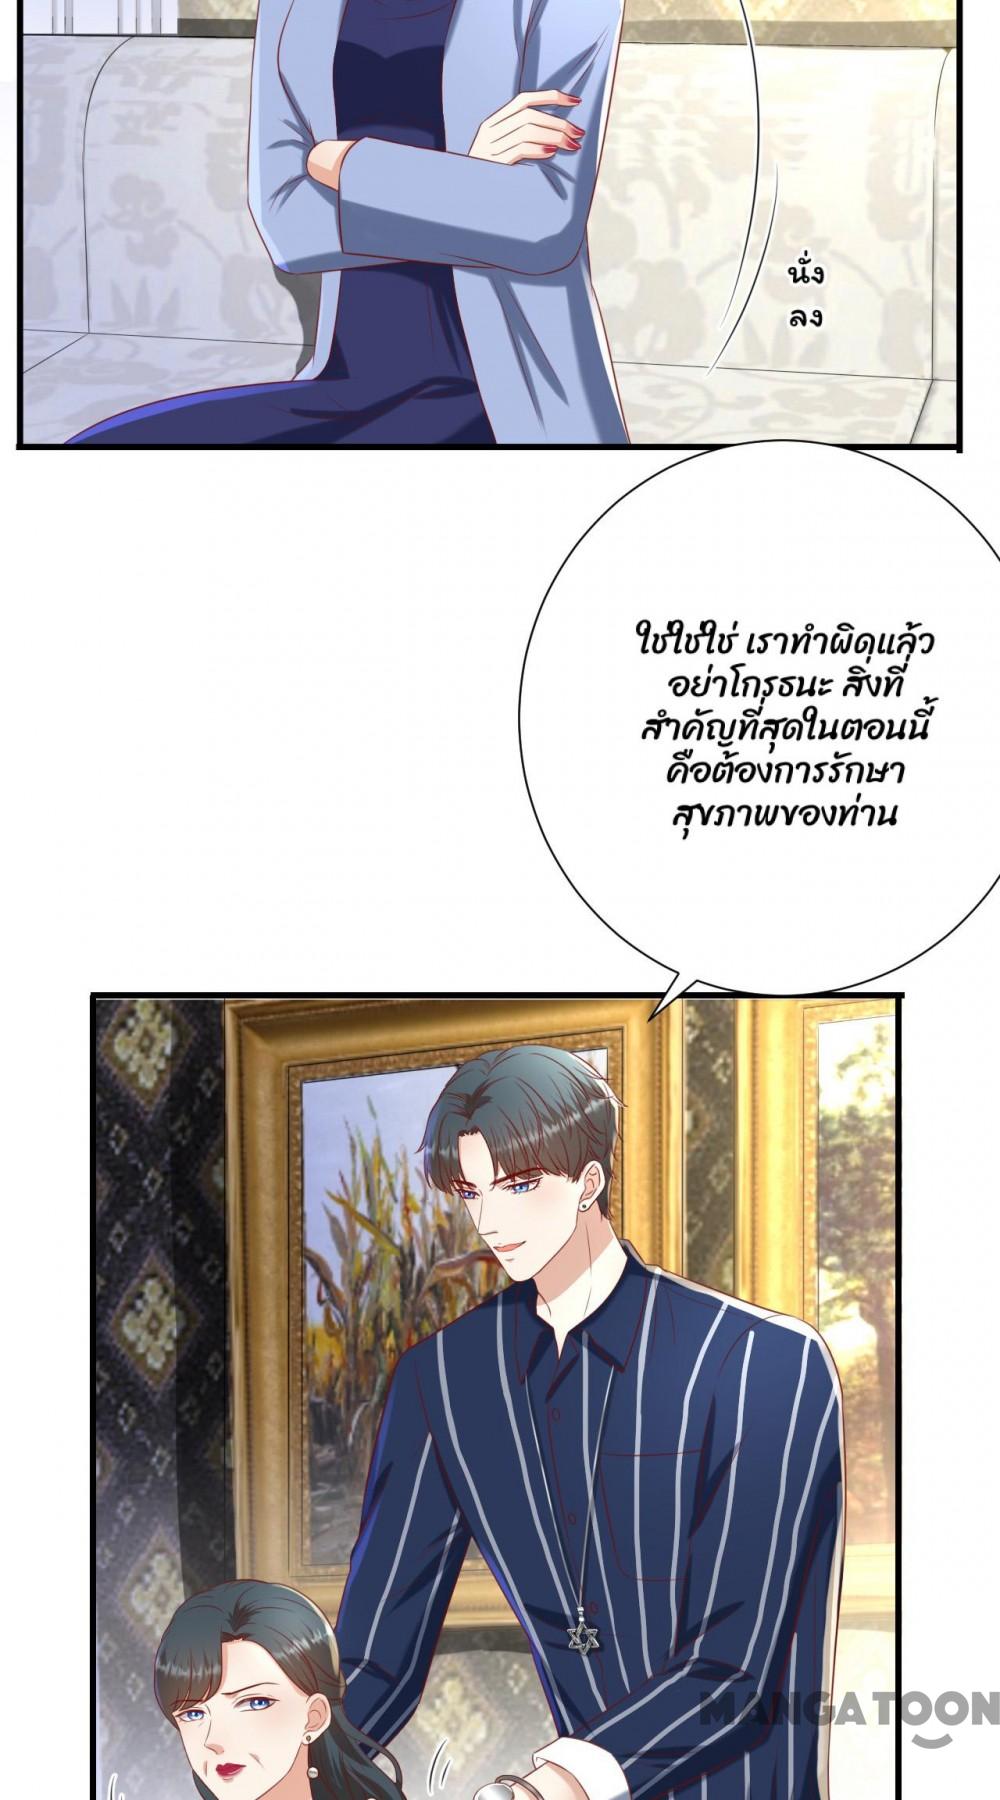 นั่ง
ลง
ใช่ใช่ใช่ เราทำผิดแล้ว
อย่าโกรธนะ สิ่งที่
สำคัญที่สุดในตอนนี้
คือต้องการรักษา
สุขภาพของท่าน
MANGATOON